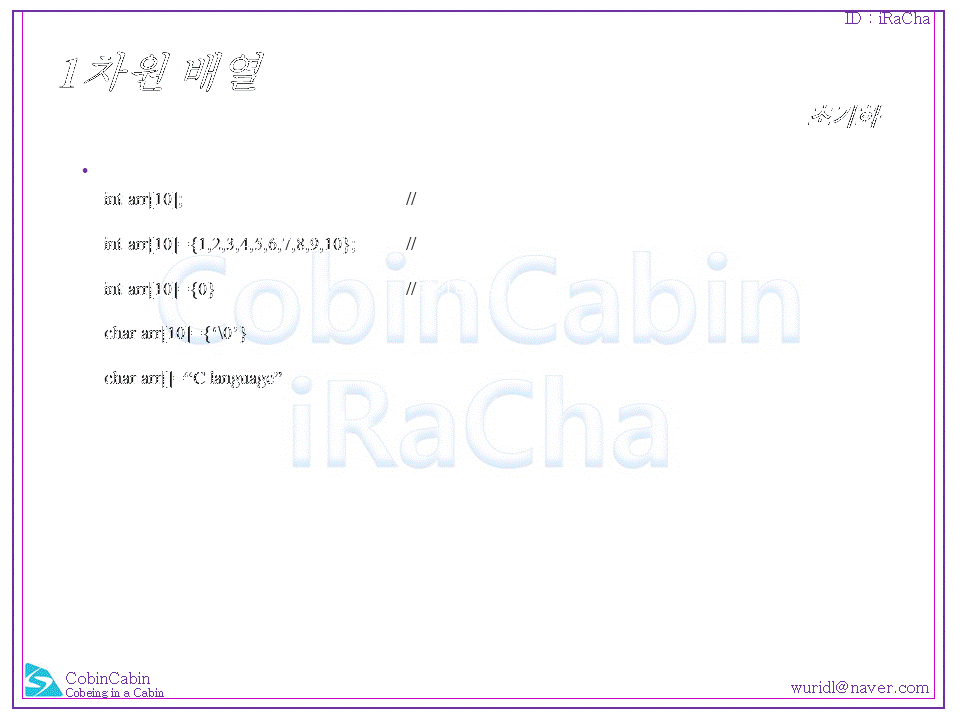 ID : iRaCha
1차원 배열
초기화
•
int arr[10]; //
int arr[10]={1,2,3,4,5,6,7,8,9,10}; //
int arr[10]={0} //
char arr[10]={‘\0’}
char arr[]=“C language”
CobinCabin
iRaCha
CobinCabin
Cobeing in a Cabin
wuridl@naver.com